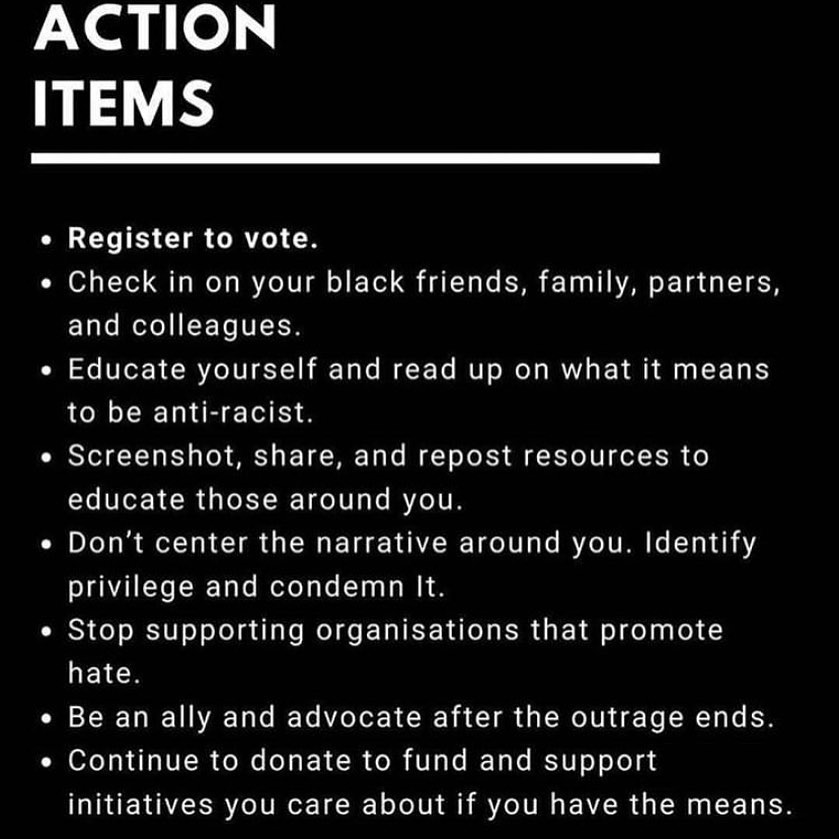 ACTION
ITEMS
• Register to vote.
• Check in on your black friends, family, partners,
and colleagues.
• Educate yourself and read up on what it means
to be anti-racist.
• Screenshot, share, and repost resources to
educate those around you.
• Don’t center the narrative around you. Identify
privilege and condemn It.
• Stop supporting organisations that promote
hate.
• Be an ally and advocate after the outrage ends.
• Continue to donate to fund and support
initiatives you care about if you have the means.